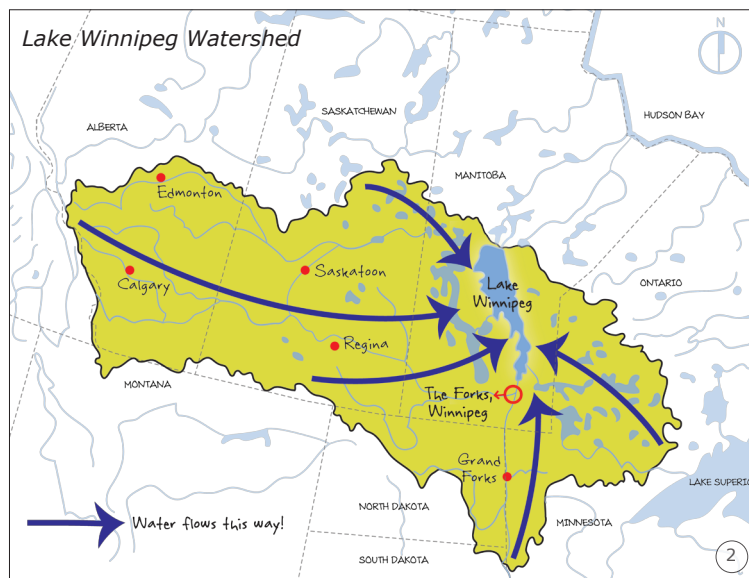 Lake Winnipeg Watershed
N
SASKATCHEWAN
HUDSON BAY
ALBERTA
MANITOBA
Edmonton
Saskatoon
Calgary
Lake
Winnipeg
ONTARIO
Regina
MONTANA
The Forks,
Winnipeg
Grand
Forks
LAKE SUPERIOR
NORTH DAKOTA
Water flows this way!
MINNESOTA
SOUTH DAKOTA
2